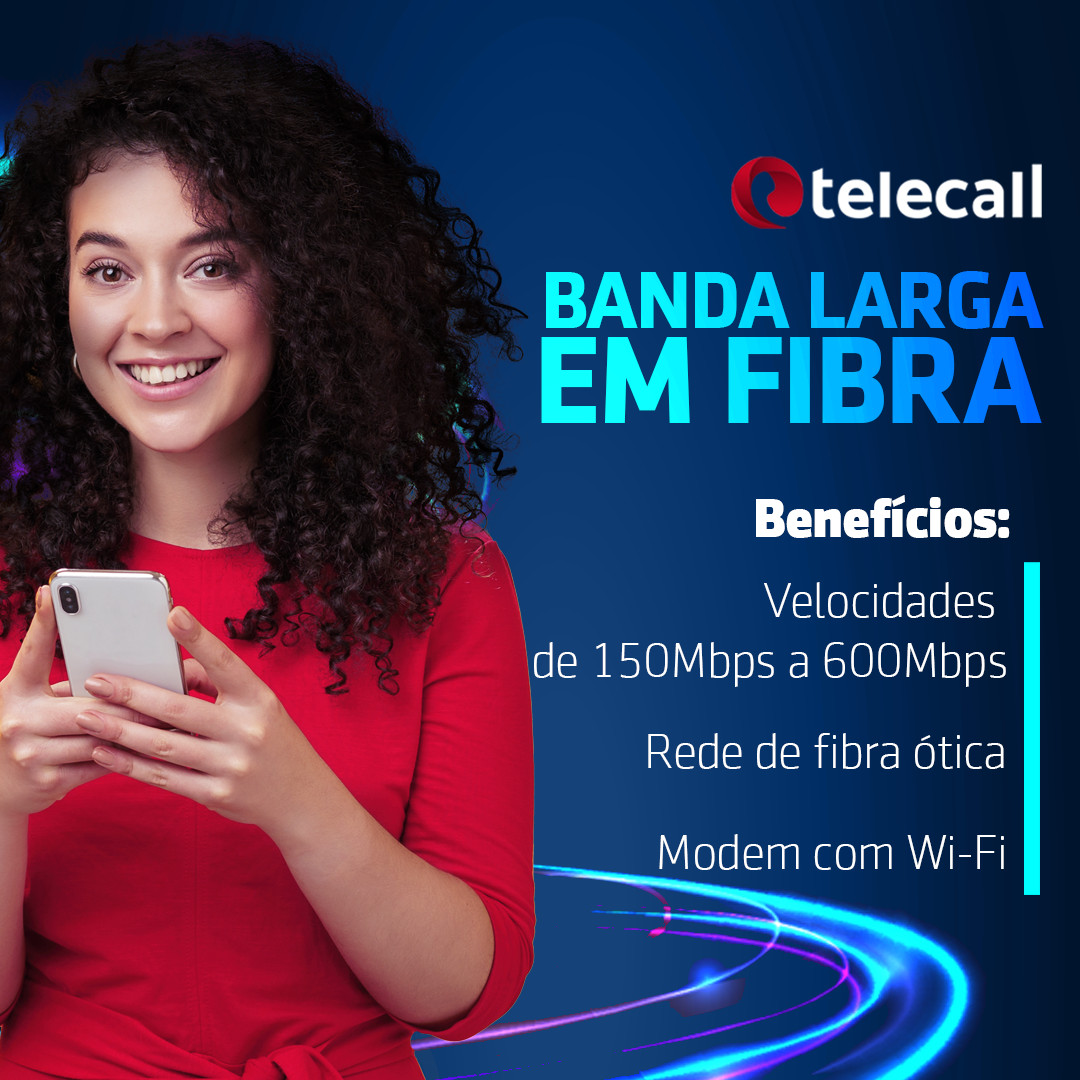 telecall
BANDA LARGA
EM FIBRA
Benefícios:
Velocidades
de 150Mbps a 600Mbps
Rede de fibra ótica
Modem com Wi-Fi